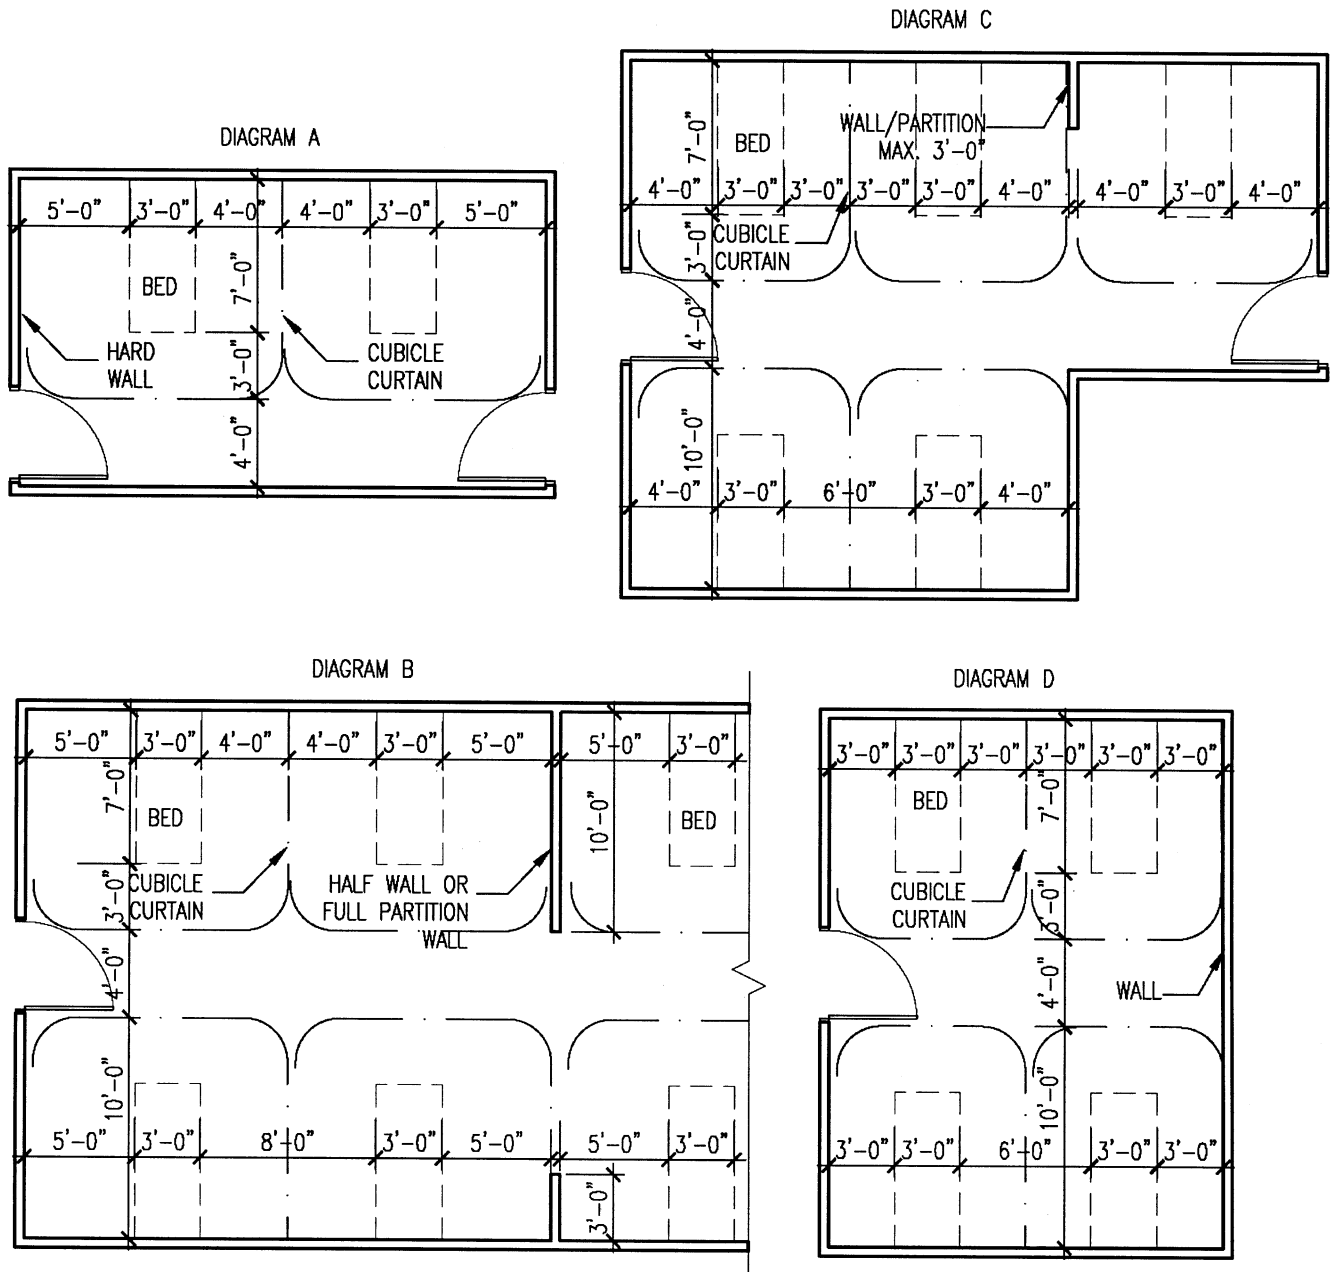 DIAGRAM A
5'-0" 3'-0" 4'-0" 4'-0" 3'-0" 5'-0"
BED
7'-0"
HARD
WALL
CUBICLE
CURTAIN
3'-0"
4'-0"
DIAGRAM C
7'-0"
BED
WALL/PARTITION
MAX. 3'-0"
4'-0" 3'-0" 3'-0" 3'-0" 3'-0" 4'-0" 4'-0" 3'-0" 4'-0"
CUBICLE
CURTAIN
3'-0"
4'-0"
10'-0"
4'-0" 3'-0" 6'-0" 3'-0" 4'-0"
DIAGRAM B
5'-0" 3'-0" 4'-0" 4'-0" 3'-0" 5'-0" 5'-0" 3'-0"
7'-0"
BED
10'-0"
BED
CUBICLE
CURTAIN
HALF WALL OR
FULL PARTITION
WALL
3'-0"
4'-0"
10'-0"
5'-0" 3'-0" 8'-0" 3'-0" 5'-0" 5'-0" 3'-0"
3'-0"
DIAGRAM D
3'-0" 3'-0" 3'-0" 3'-0" 3'-0" 3'-0"
BED
7'-0"
CUBICLE
CURTAIN
3'-0"
4'-0"
WALL
10'-0"
3'-0" 3'-0" 6'-0" 3'-0" 3'-0"